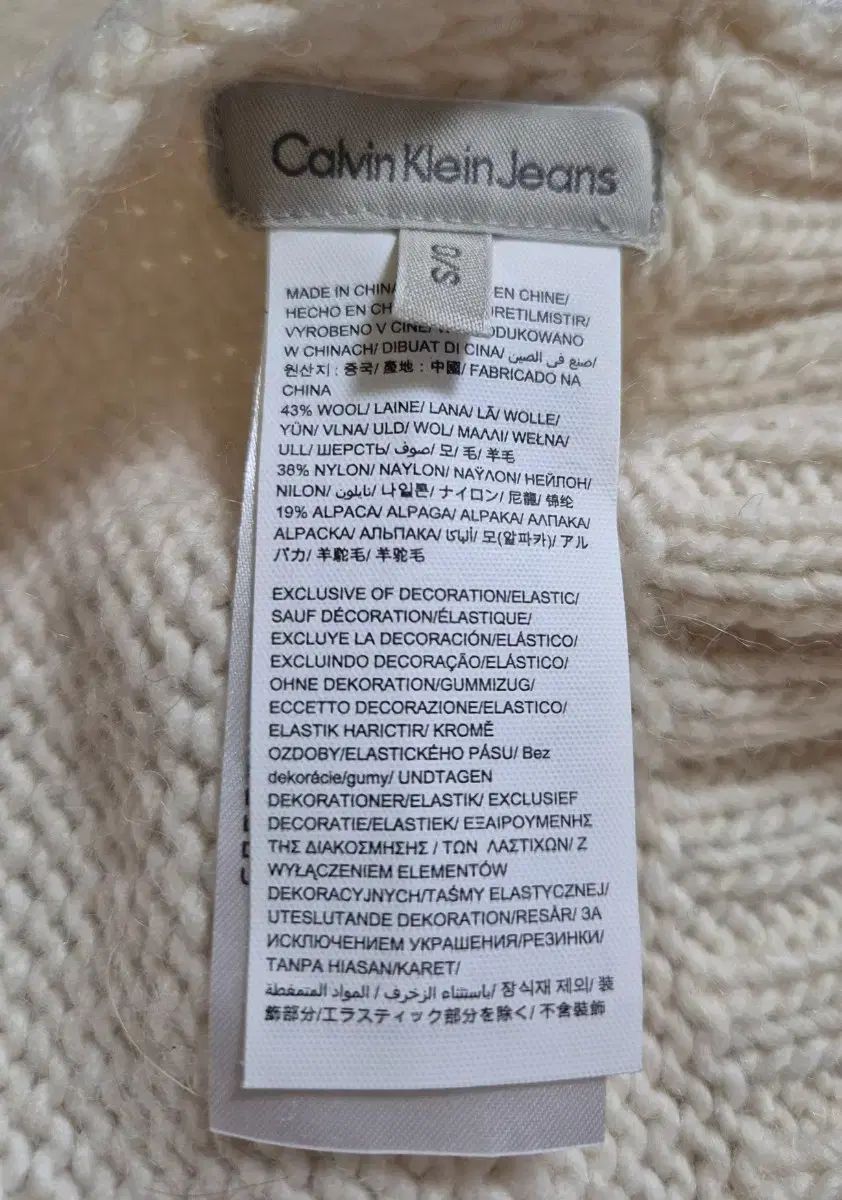 Calvin Klein Jeans
MADE IN CHINA EN CHINE/
HECHO EN CH URETILMISTIR/
VYROBENO V CINE/ ODUKOWANO
W CHINACH/ DIBUAT DI CINA/ صنع في الصين/
원산지 : 중국/ 產地 : 中國/ FABRICADO NA
CHINA
43% WOOL/ LAINE/ LANA/ LÃ/ WOLLE/
YÜN/ VLNA/ ULD/ WOL/ ΜΑΛΛΙ/ WEŁNA/
ULL/ ШЕРСТЬ/ صوف/ 모/ 毛/ 羊毛
38% NYLON/ NAYLON/ ΝΑΫΛΟΝ/ НЕЙЛОН/
NILON/ نايلون/ 나일론/ ナイロン/ 尼龍/ 锦纶
19% ALPACA/ ALPAGA/ ALPAKA/ ΑΛΠΑΚΑ/
ALPACKA/ АЛЬПАКА/ ألباكا/ 모(알파카)/ アル
パカ/ 羊駝毛/ 羊驼毛
EXCLUSIVE OF DECORATION/ELASTIC/
SAUF DÉCORATION/ÉLASTIQUE/
EXCLUYE LA DECORACIÓN/ELÁSTICO/
EXCLUINDO DECORAÇÃO/ELÁSTICO/
OHNE DEKORATION/GUMMIZUG/
ECCETTO DECORAZIONE/ELASTICO/
ELASTIK HARICTIR/ KROMĚ
OZDOBY/ELASTICKÉHO PÁSU/ Bez
dekorácie/gumy/ UNDTAGEN
DEKORATIONER/ELASTIK/ EXCLUSIEF
DECORATIE/ELASTIEK/ ΕΞΑΙΡΟΥΜΕΝΗΣ
ΤΗΣ ΔΙΑΚΟΣΜΗΣΗΣ / ΤΩΝ ΛΑΣΤΙΧΩΝ/ Z
WYŁĄCZENIEM ELEMENTÓW
DEKORACYJNYCH/TAŚMY ELASTYCZNEJ/
UTESLUTANDE DEKORATION/RESÅR/ ЗА
ИСКЛЮЧЕНИЕМ УКРАШЕНИЯ/РЕЗИНКИ/
TANPA HIASAN/KARET/
باستثناء الزخرف / المواد المتمغطة/ 장식재 제외/ 装
飾部分/エラスティック部分を除く/ 不含裝飾